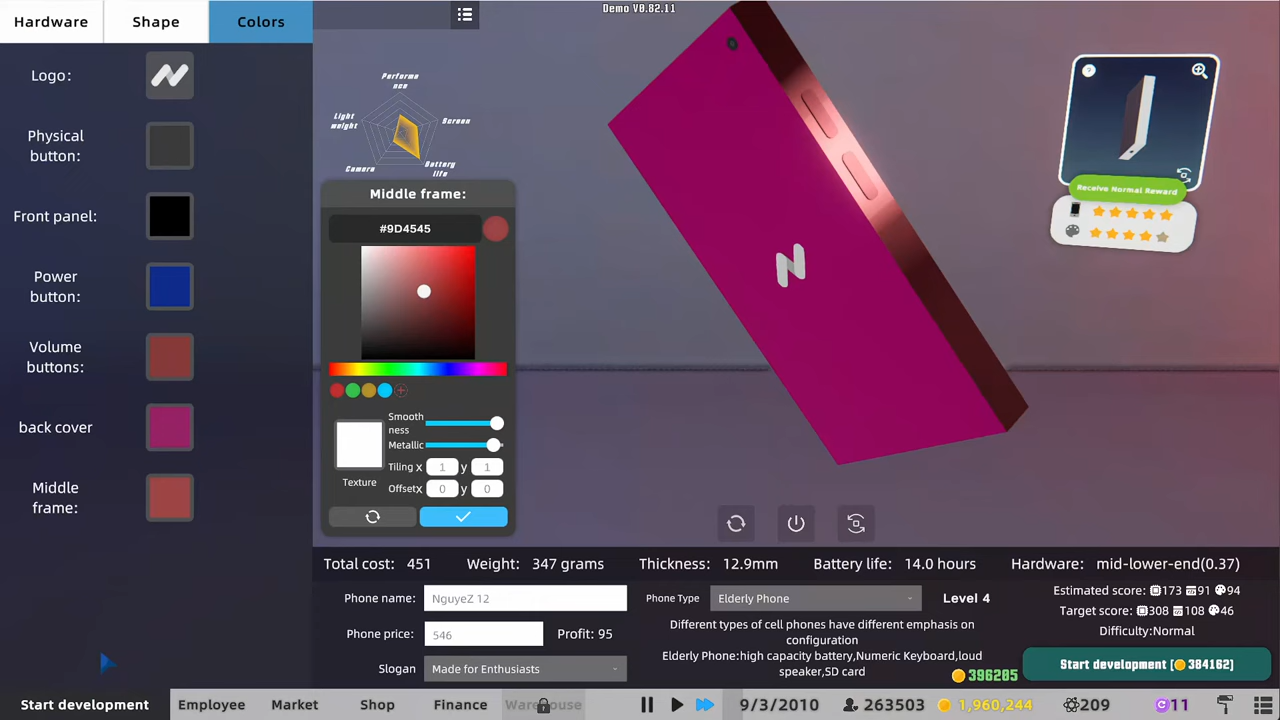 Hardware
Shape
Colors
Demo V0.82.11
Logo:
Physical
button:
Front panel:
Power
button:
Volume
buttons:
back cover
Middle
frame:
Performa
nce
Light
weight
Screen
Camera
Battery
life
Middle frame:
#9D4545
Smooth
ness
Metallic
Tiling x 1 y 1
Texture
Offsetx 0 y 0
?
Receive Normal Reward
Total cost: 451
Weight: 347 grams
Thickness: 12.9mm
Battery life: 14.0 hours
Hardware: mid-lower-end(0.37)
Phone name: NguyeZ 12
Phone Type Elderly Phone
Level 4
Phone price: 546 Profit: 95
Slogan Made for Enthusiasts
Different types of cell phones have different emphasis on
configuration
Elderly Phone:high capacity battery,Numeric Keyboard,loud
speaker,SD card
396285
Estimated score: 173 91 94
Target score: 308 108 46
Difficulty:Normal
Start development [ 384162]
Start development
Employee
Market
Shop
Finance
Warehouse
9/3/2010
263503
1,960,244
209
11